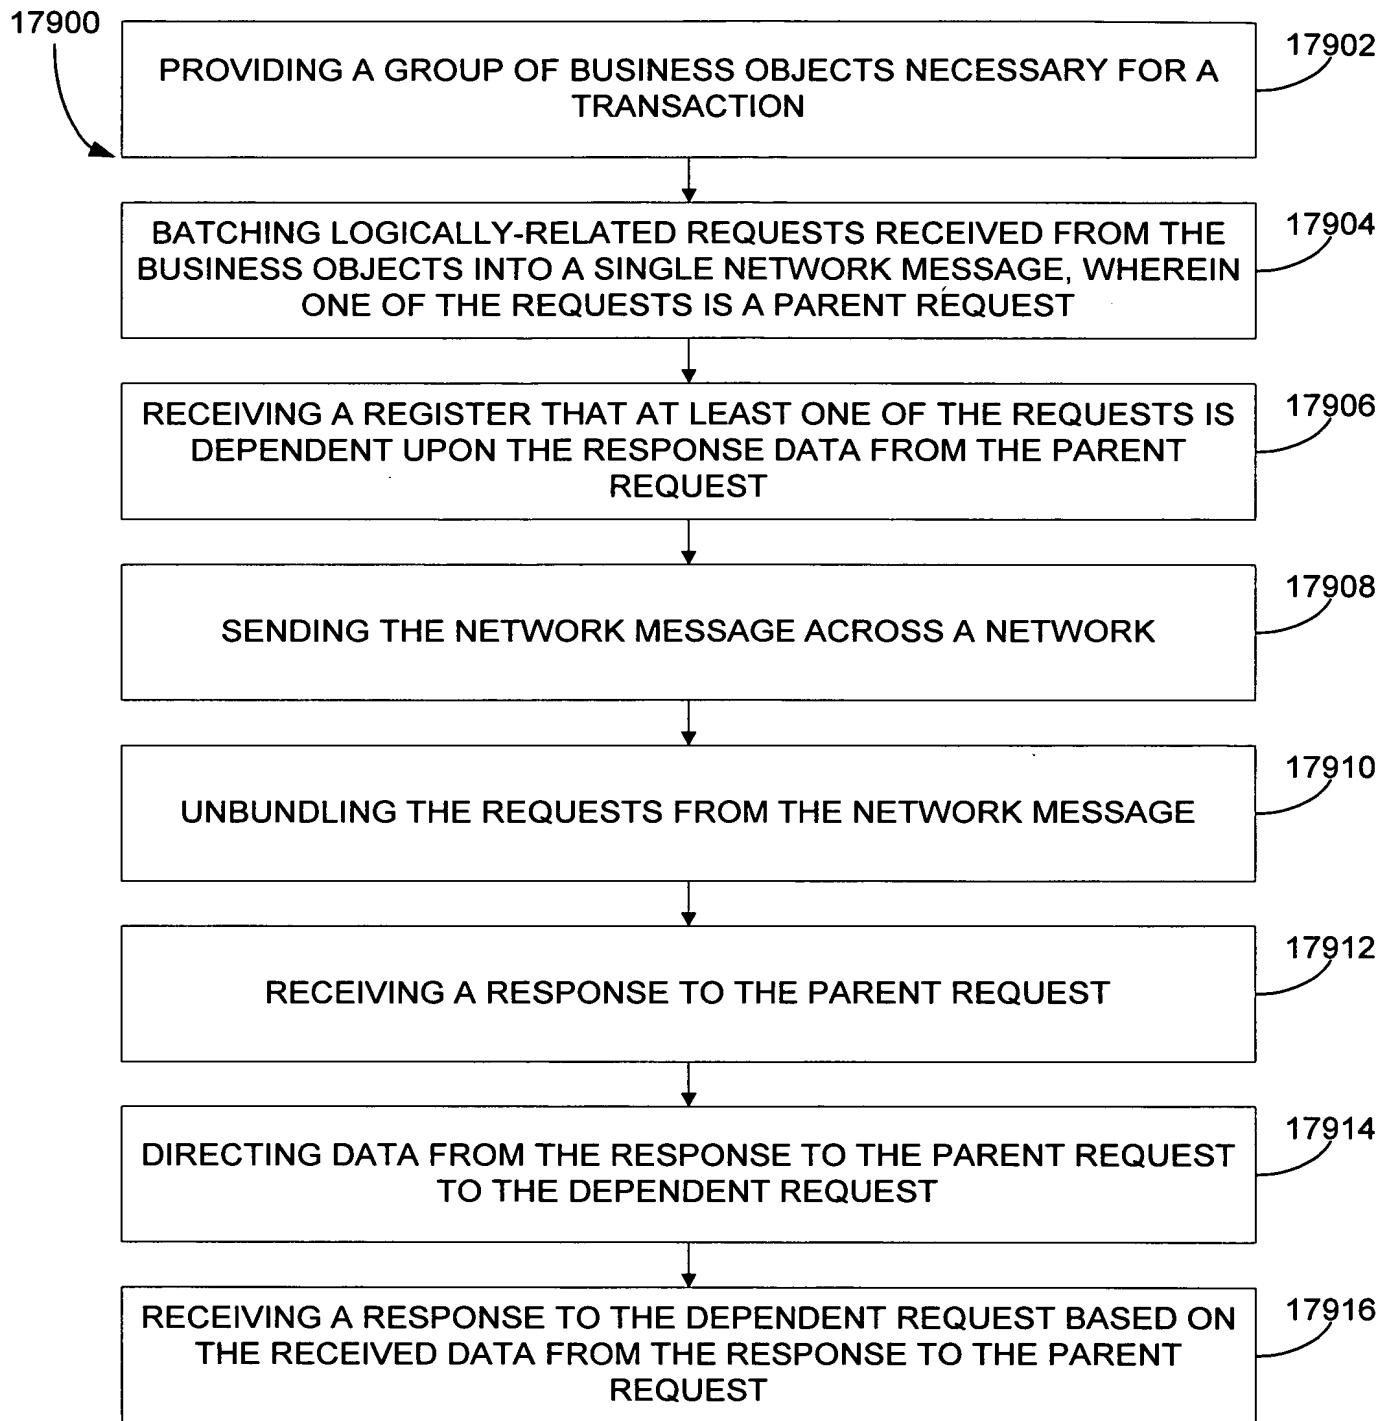 17900
17902
PROVIDING A GROUP OF BUSINESS OBJECTS NECESSARY FOR A
TRANSACTION
17904
BATCHING LOGICALLY-RELATED REQUESTS RECEIVED FROM THE
BUSINESS OBJECTS INTO A SINGLE NETWORK MESSAGE, WHEREIN
ONE OF THE REQUESTS IS A PARENT REQUEST
17906
RECEIVING A REGISTER THAT AT LEAST ONE OF THE REQUESTS IS
DEPENDENT UPON THE RESPONSE DATA FROM THE PARENT
REQUEST
17908
SENDING THE NETWORK MESSAGE ACROSS A NETWORK
17910
UNBUNDLING THE REQUESTS FROM THE NETWORK MESSAGE
17912
RECEIVING A RESPONSE TO THE PARENT REQUEST
17914
DIRECTING DATA FROM THE RESPONSE TO THE PARENT REQUEST
TO THE DEPENDENT REQUEST
17916
RECEIVING A RESPONSE TO THE DEPENDENT REQUEST BASED ON
THE RECEIVED DATA FROM THE RESPONSE TO THE PARENT
REQUEST